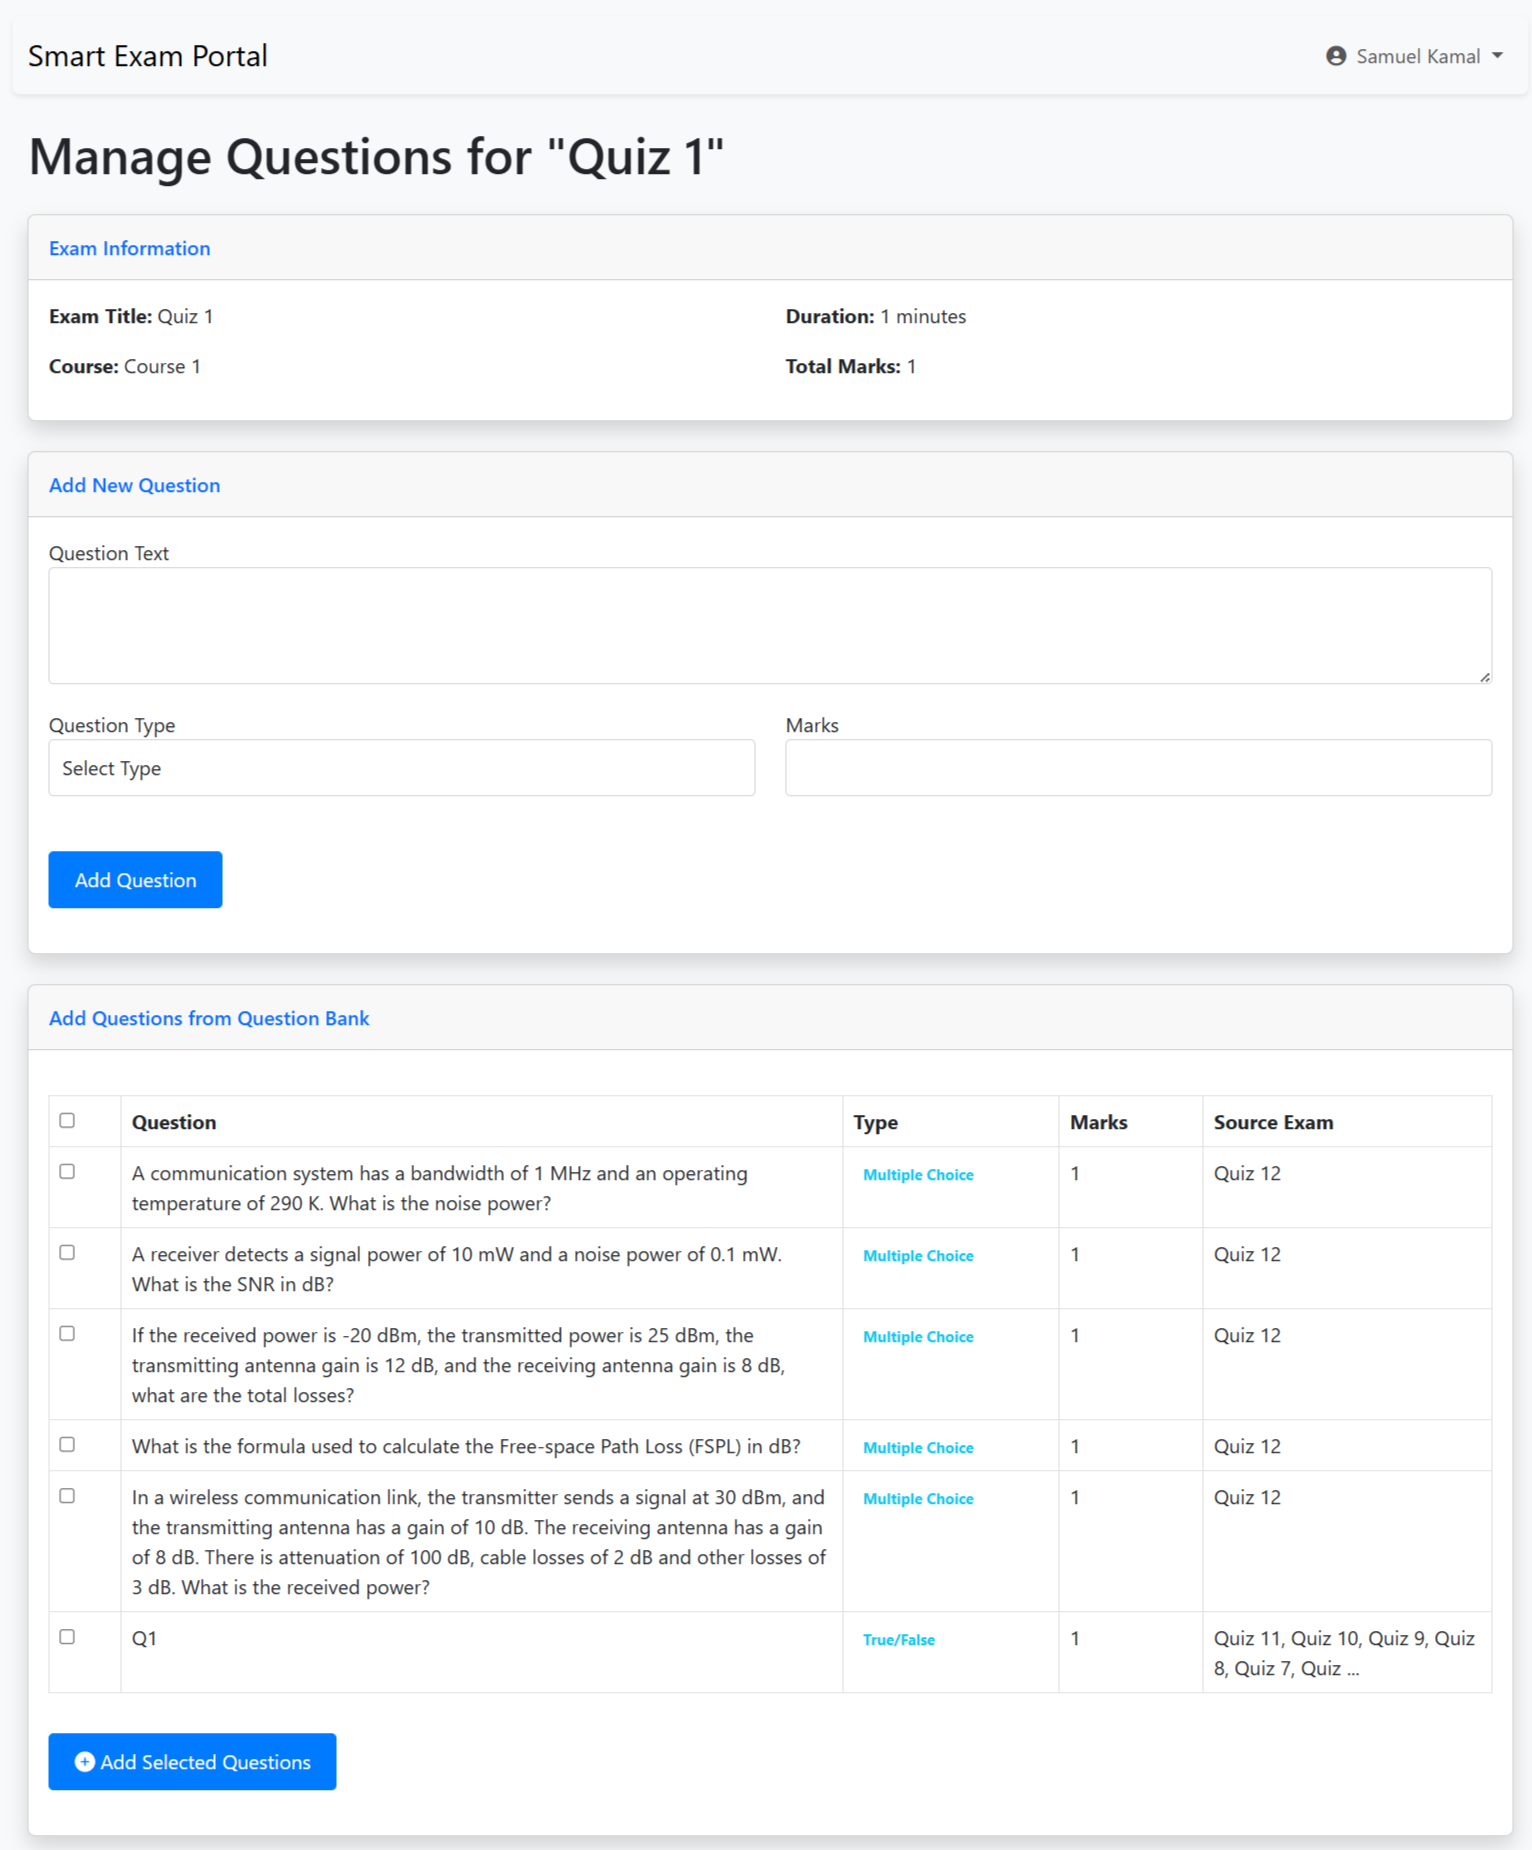 Smart Exam Portal
Samuel Kamal
Manage Questions for "Quiz 1"
Exam Information
Exam Title: Quiz 1
Duration: 1 minutes
Course: Course 1
Total Marks: 1
Add New Question
Question Text
Question Type
Marks
Select Type
Add Question
Add Questions from Question Bank
Question
Type
Marks
Source Exam
A communication system has a bandwidth of 1 MHz and an operating
temperature of 290 K. What is the noise power?
Multiple Choice
1
Quiz 12
A receiver detects a signal power of 10 mW and a noise power of 0.1 mW.
What is the SNR in dB?
Multiple Choice
1
Quiz 12
If the received power is -20 dBm, the transmitted power is 25 dBm, the
transmitting antenna gain is 12 dB, and the receiving antenna gain is 8 dB,
what are the total losses?
Multiple Choice
1
Quiz 12
What is the formula used to calculate the Free-space Path Loss (FSPL) in dB?
Multiple Choice
1
Quiz 12
In a wireless communication link, the transmitter sends a signal at 30 dBm, and
the transmitting antenna has a gain of 10 dB. The receiving antenna has a gain
of 8 dB. There is attenuation of 100 dB, cable losses of 2 dB and other losses of
3 dB. What is the received power?
Multiple Choice
1
Quiz 12
Q1
True/False
1
Quiz 11, Quiz 10, Quiz 9, Quiz
8, Quiz 7, Quiz ...
Add Selected Questions